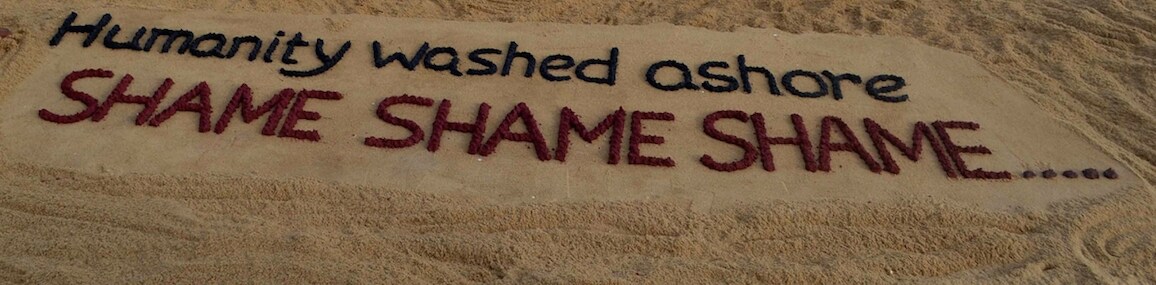 Humanity washed ashore
SHAME SHAME SHAME.....